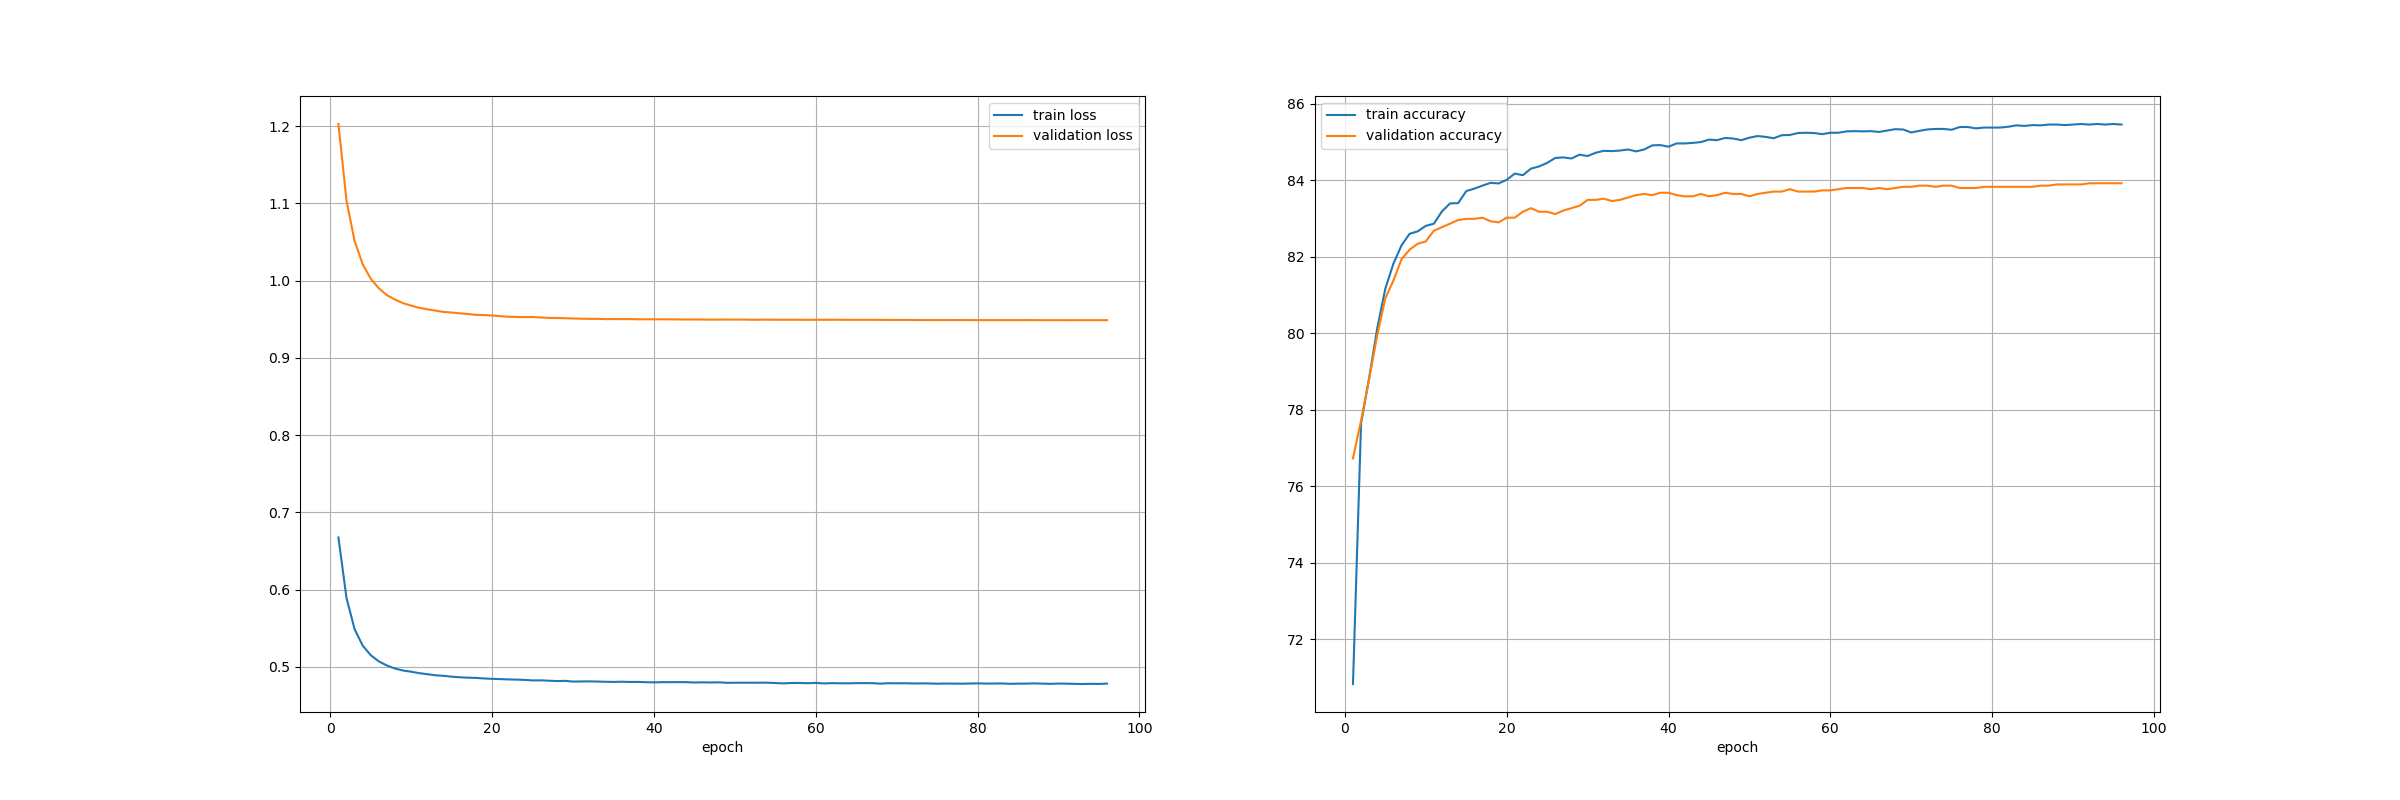 train loss
validation loss
1.2
1.1
1.0
0.9
0.8
0.7
0.6
0.5
0 20 40 60 80 100
epoch
train accuracy
validation accuracy
86
84
82
80
78
76
74
72
0 20 40 60 80 100
epoch